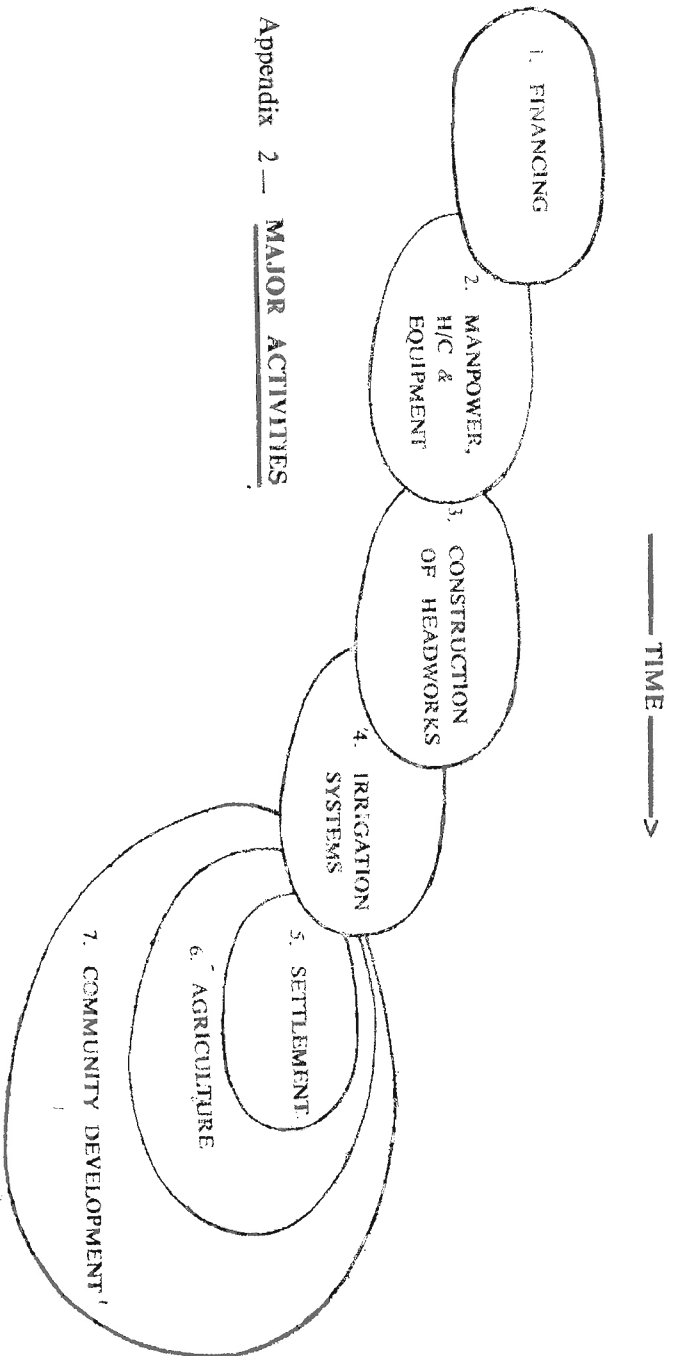 TIME
1. FINANCING
2. MANPOWER,
H/C &
EQUIPMENT
3. CONSTRUCTION
OF HEADWORKS
4. IRRIGATION
SYSTEMS
5. SETTLEMENT
6. AGRICULTURE
7. COMMUNITY DEVELOPMENT
Appendix 2— MAJOR ACTIVITIES